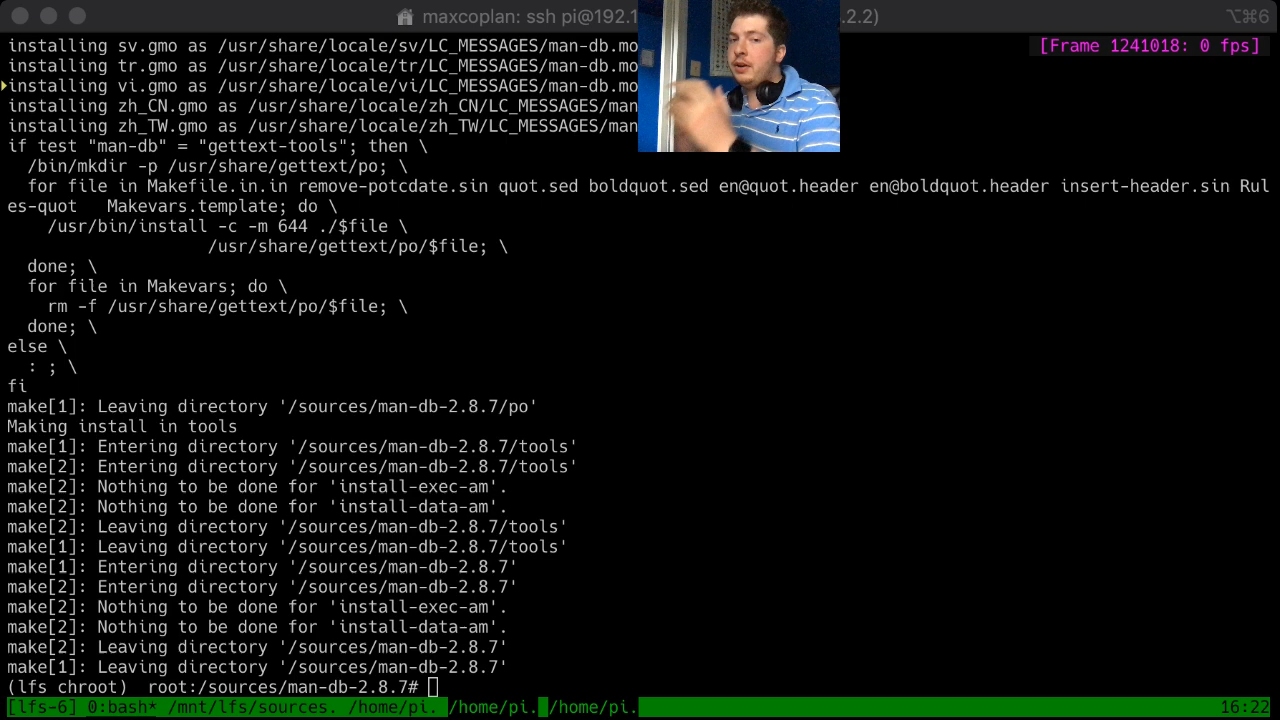 maxcoplan: ssh pi@192.1 2.2)
⌥⌘6
installing sv.gmo as /usr/share/locale/sv/LC_MESSAGES/man-db.mo
[Frame 1241018: 0 fps]
installing tr.gmo as /usr/share/locale/tr/LC_MESSAGES/man-db.mo
installing vi.gmo as /usr/share/locale/vi/LC_MESSAGES/man-db.mo
installing zh_CN.gmo as /usr/share/locale/zh_CN/LC_MESSAGES/man
installing zh_TW.gmo as /usr/share/locale/zh_TW/LC_MESSAGES/man
if test "man-db" = "gettext-tools"; then \
  /bin/mkdir -p /usr/share/gettext/po; \
  for file in Makefile.in.in remove-potcdate.sin quot.sed boldquot.sed en@quot.header en@boldquot.header insert-header.sin Rul
es-quot   Makevars.template; do \
    /usr/bin/install -c -m 644 ./$file \
                    /usr/share/gettext/po/$file; \
  done; \
  for file in Makevars; do \
    rm -f /usr/share/gettext/po/$file; \
  done; \
else \
  : ; \
fi
make[1]: Leaving directory '/sources/man-db-2.8.7/po'
Making install in tools
make[1]: Entering directory '/sources/man-db-2.8.7/tools'
make[2]: Entering directory '/sources/man-db-2.8.7/tools'
make[2]: Nothing to be done for 'install-exec-am'.
make[2]: Nothing to be done for 'install-data-am'.
make[2]: Leaving directory '/sources/man-db-2.8.7/tools'
make[1]: Leaving directory '/sources/man-db-2.8.7/tools'
make[1]: Entering directory '/sources/man-db-2.8.7'
make[2]: Entering directory '/sources/man-db-2.8.7'
make[2]: Nothing to be done for 'install-exec-am'.
make[2]: Nothing to be done for 'install-data-am'.
make[2]: Leaving directory '/sources/man-db-2.8.7'
make[1]: Leaving directory '/sources/man-db-2.8.7'
(lfs chroot)  root:/sources/man-db-2.8.7#
[lfs-6] 0:bash* /mnt/lfs/sources. /home/pi. /home/pi. /home/pi.
16:22